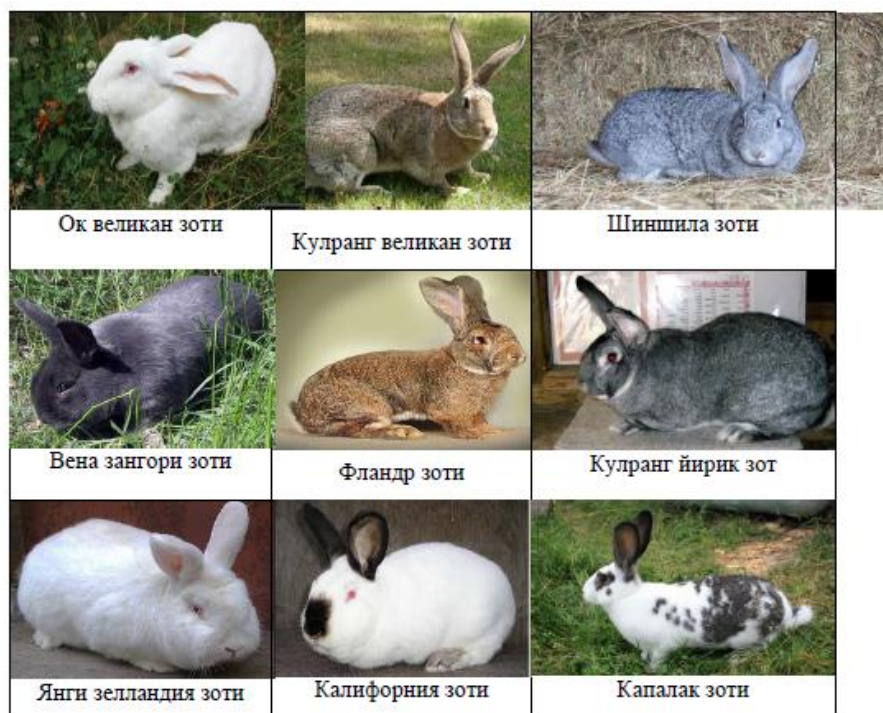 Ок великан зоти
Кулранг великан зоти
Шиншила зоти
Вена зангори зоти
Фландр зоти
Кулранг йирик зот
Янги зелландия зоти
Калифорния зоти
Капалак зоти